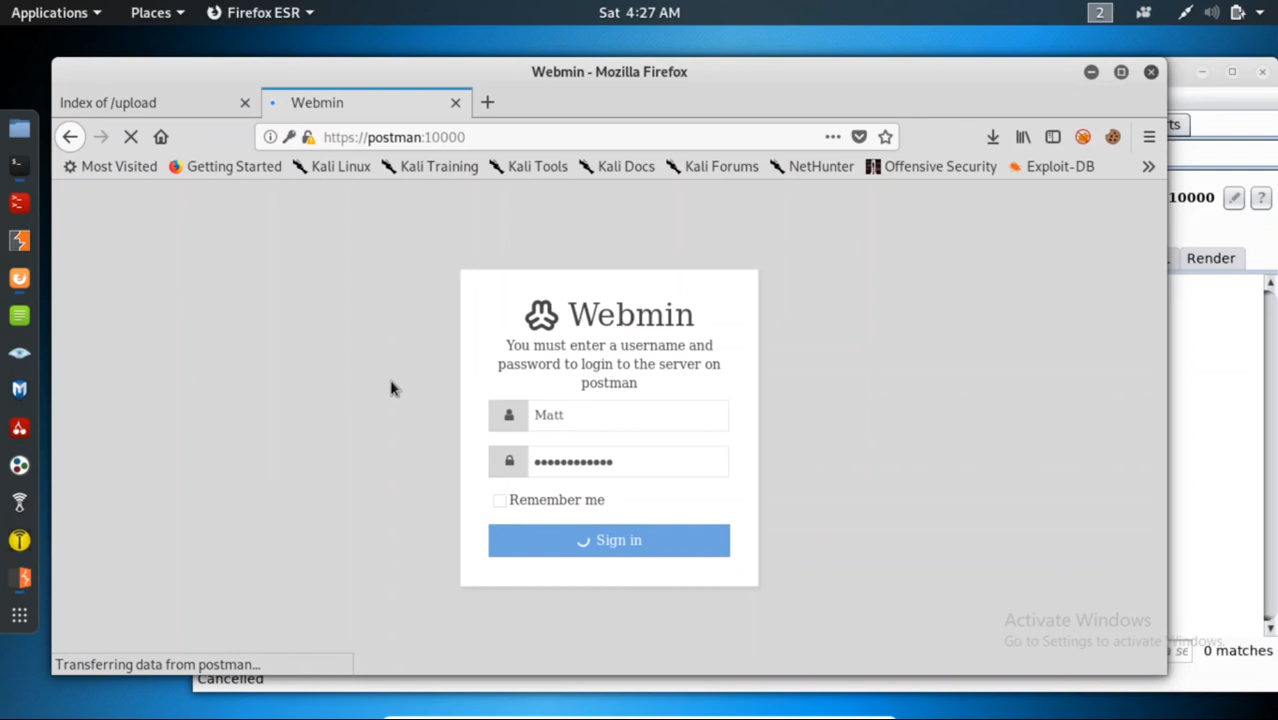 Applications Places Firefox ESR Sat 4:27 AM 2
Webmin - Mozilla Firefox
Index of /upload Webmin
ts
https://postman:10000
Most Visited Getting Started Kali Linux Kali Training Kali Tools Kali Docs Kali Forums NetHunter Offensive Security Exploit-DB
10000 ?
Render
Webmin
You must enter a username and
password to login to the server on
postman
Matt
••••••••••••
Remember me
Sign in
Activate Windows
Go to Settings to activate Windows.
0 matches
Transferring data from postman...
Cancelled